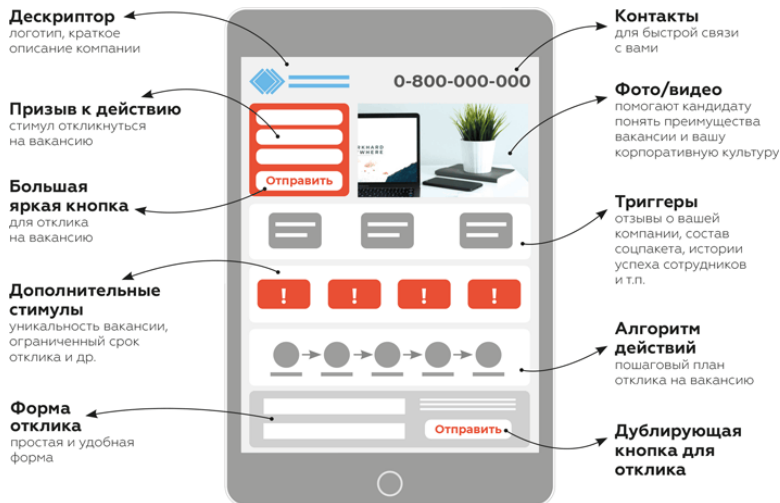 Дескриптор
логотип, краткое
описание компании
Призыв к действию
стимул откликнуться
на вакансию
Большая
яркая кнопка
для отклика
на вакансию
Дополнительные
стимулы
уникальность вакансии,
ограниченный срок
отклика и др.
Форма
отклика
простая и удобная
форма
0-800-000-000
Отправить
! ! ! !
Отправить
Контакты
для быстрой связи
с вами
Фото/видео
помогают кандидату
понять преимущества
вакансии и вашу
корпоративную культуру
Триггеры
отзывы о вашей
компании, состав
соцпакета, истории
успеха сотрудников
и т.п.
Алгоритм
действий
пошаговый план
отклика на вакансию
Дублирующая
кнопка для
отклика